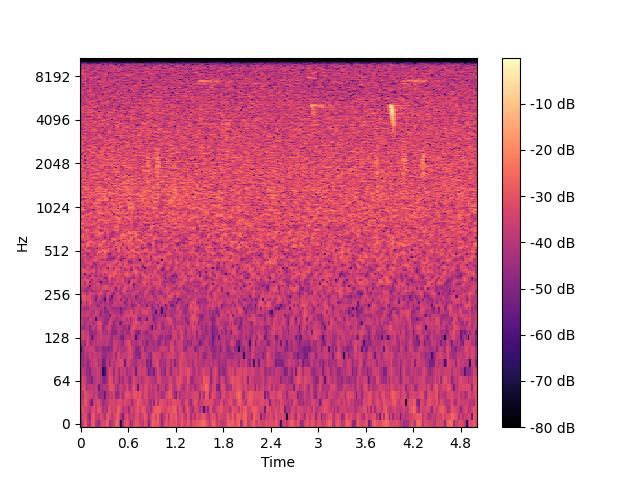 8192
4096
2048
1024
512
256
128
64
0
Hz
0 0.6 1.2 1.8 2.4 3 3.6 4.2 4.8
Time
-10 dB
-20 dB
-30 dB
-40 dB
-50 dB
-60 dB
-70 dB
-80 dB